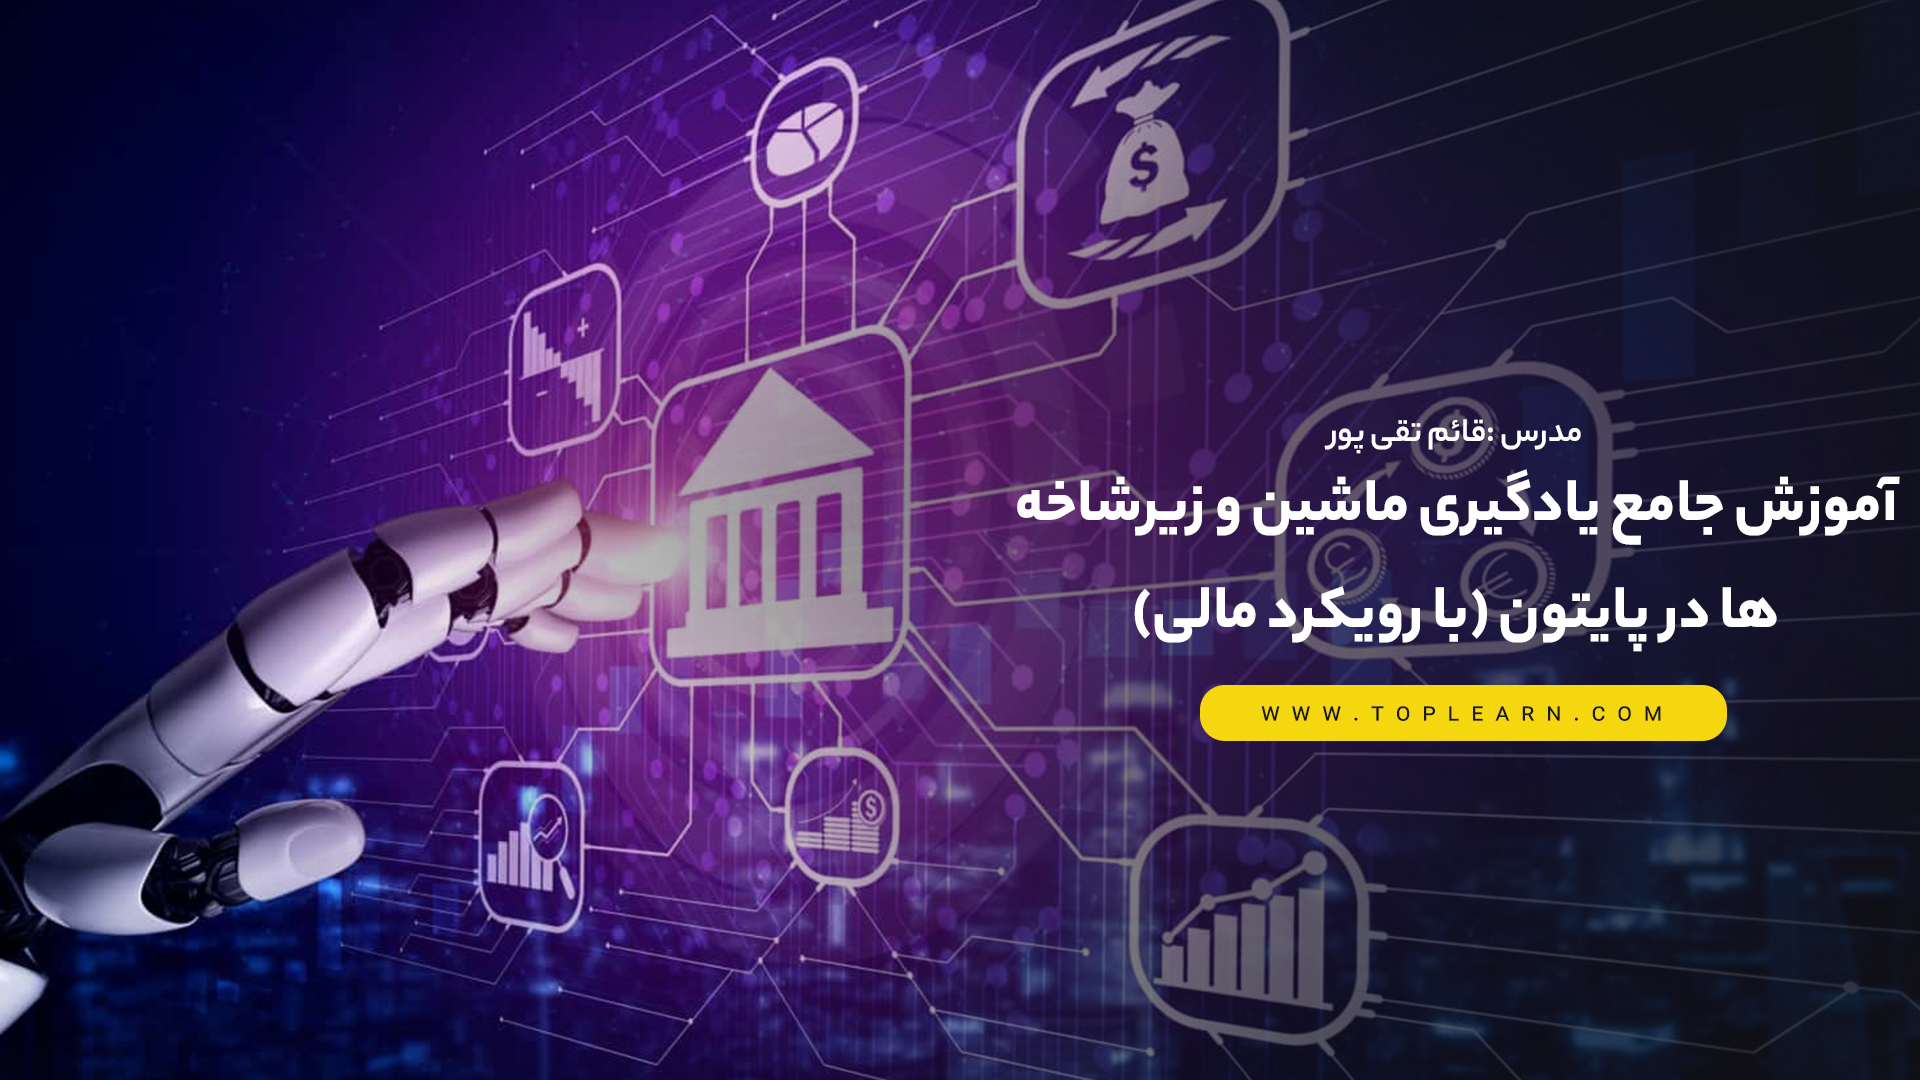 مدرس :قائم تقی پور
آموزش جامع یادگیری ماشین و زیرشاخه
ها در پایتون (با رویکرد مالی)
WWW.TOPLEARN.COM